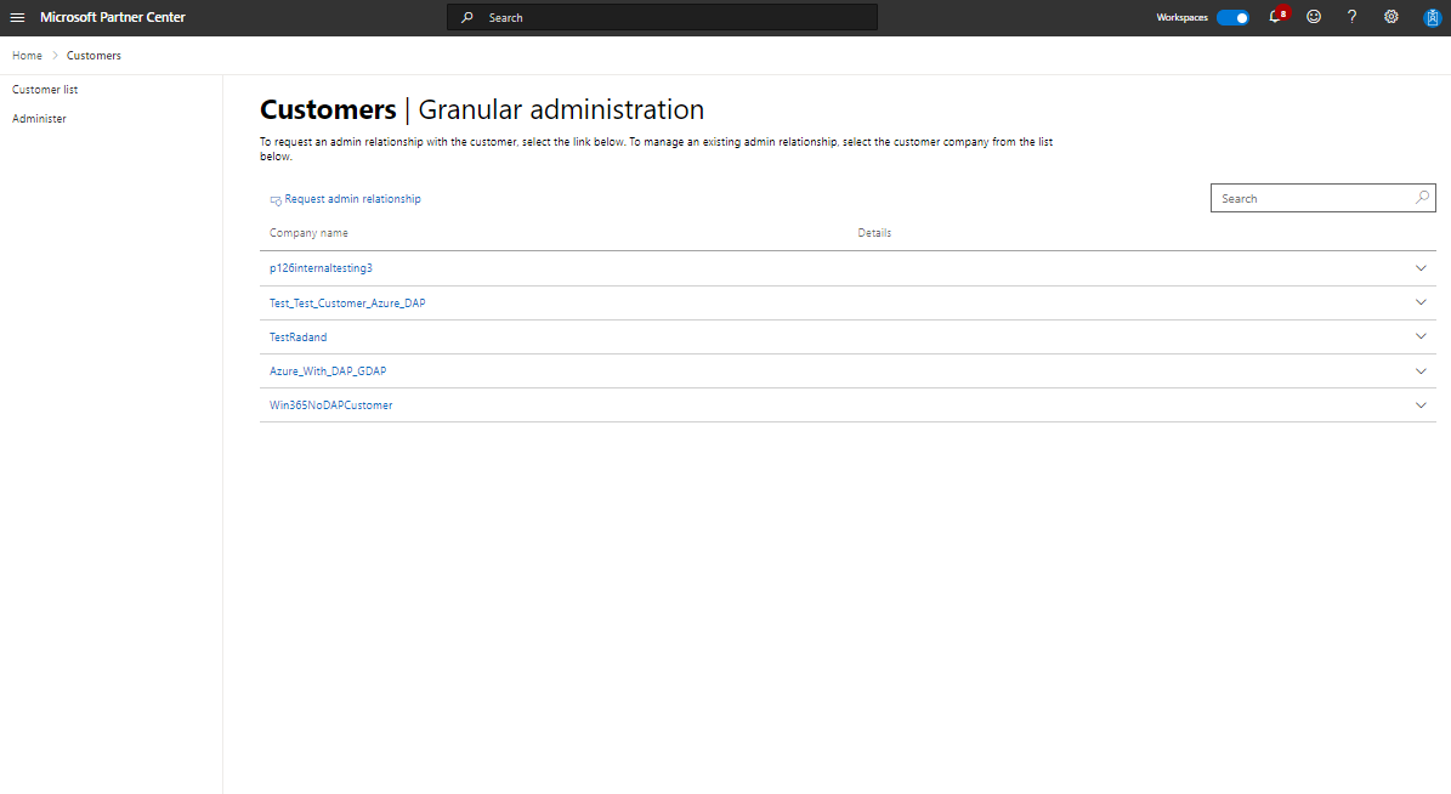 Microsoft Partner Center
Search
Workspaces
8
?
Home > Customers
Customer list
Administer
Customers | Granular administration
To request an admin relationship with the customer, select the link below. To manage an existing admin relationship, select the customer company from the list
below.
Request admin relationship
Search
Company name Details
p126internaltesting3
Test_Test_Customer_Azure_DAP
TestRadand
Azure_With_DAP_GDAP
Win365NoDAPCustomer